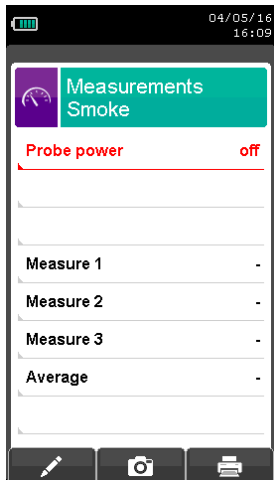 04/05/16
16:09
Measurements
Smoke
Probe power off
Measure 1 -
Measure 2 -
Measure 3 -
Average -